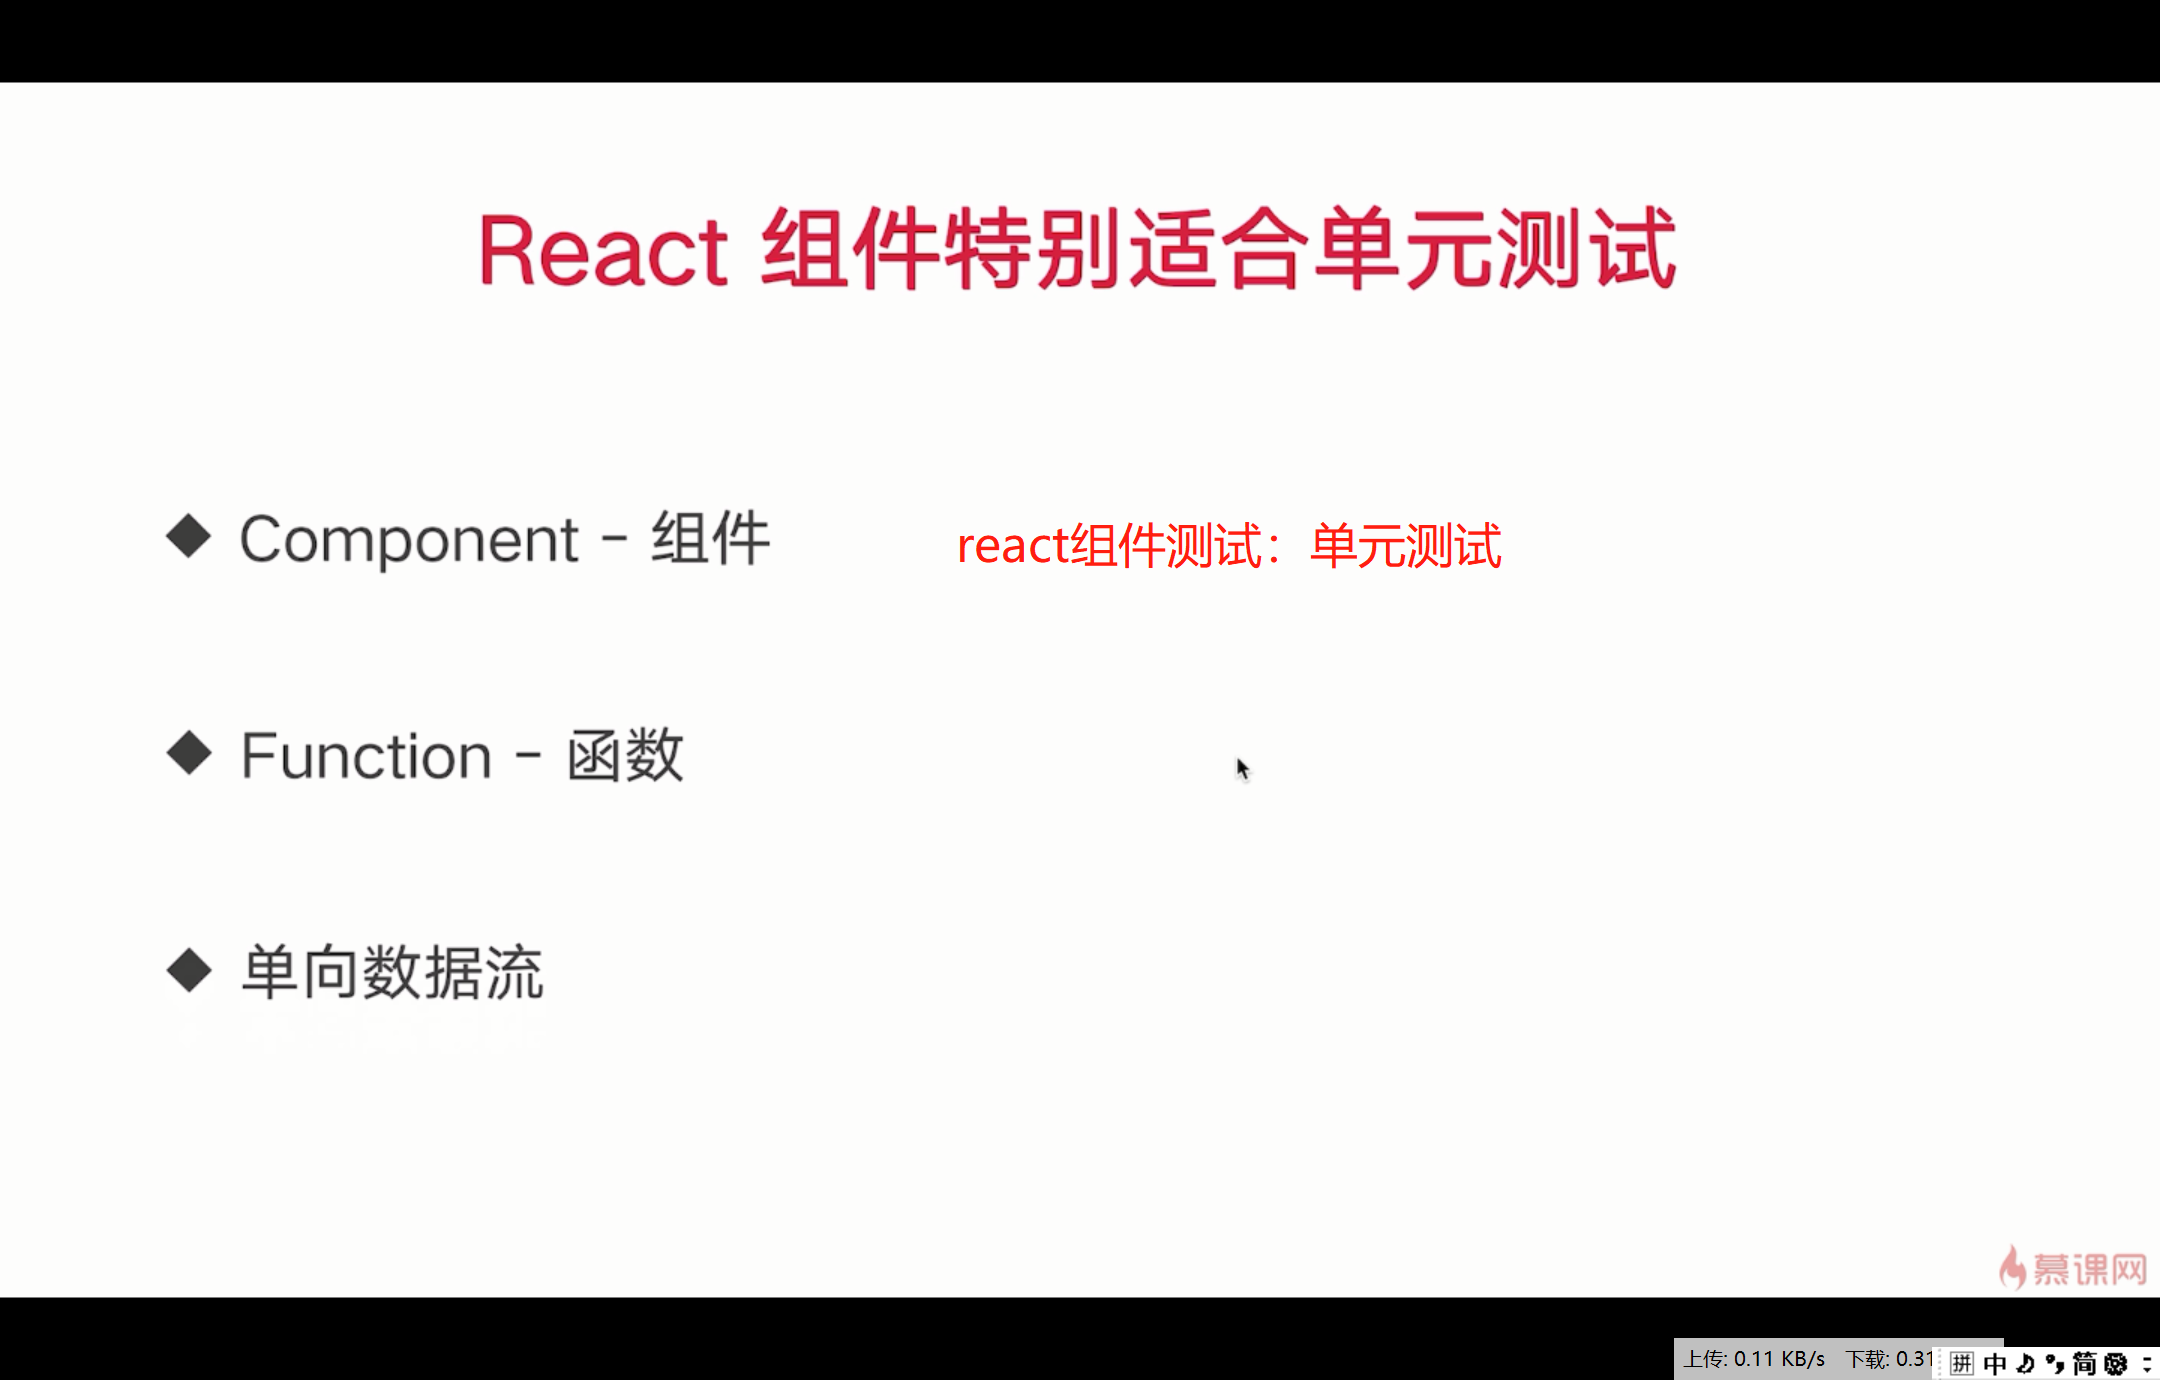 React 组件特别适合单元测试
◆ Component - 组件
react组件测试：单元测试
◆ Function - 函数
◆ 单向数据流
慕课网
上传: 0.11 KB/s 下载: 0.31
拼 中 简